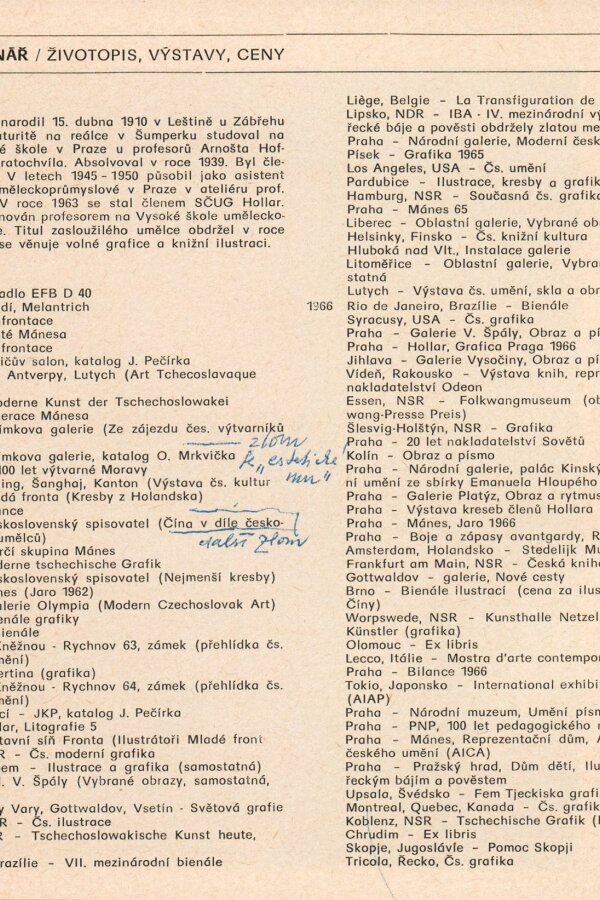 NÁŘ / ŽIVOTOPIS, VÝSTAVY, CENY
narodil 15. dubna 1910 v Leštině u Zábřehu
aturitě na reálce v Šumperku studoval na
é škole v Praze u profesorů Arnošta Hof-
ratochvíla. Absolvoval v roce 1939. Byl čle-
V letech 1945 - 1950 působil jako asistent
měleckoprůmyslové v Praze v ateliéru prof.
V roce 1963 se stal členem SČUG Hollar.
nován profesorem na Vysoké škole umělecko-
e. Titul zasloužilého umělce obdržel v roce
se věnuje volné grafice a knižní ilustraci.
adlo EFB D 40
dí, Melantrich
frontace
té Mánesa
frontace
ičův salon, katalog J. Pečírka
Antverpy, Lutych (Art Tchecoslovaque
oderne Kunst der Tschechoslowakei
erace Mánesa
ímkova galerie (Ze zájezdu čes. výtvarníků
zlom
ímkova galerie, katalog O. Mrkvička
k „estetické
mu"
100 let výtvarné Moravy
ing, Šanghaj, Kanton (Výstava čs. kultur
dá fronta (Kresby z Holandska)
ance
skoslovenský spisovatel (Čína v díle česko-
umělců)
další zlom
rčí skupina Mánes
derne tschechische Grafik
skoslovenský spisovatel (Nejmenší kresby)
nes (Jaro 1962)
alerie Olympia (Modern Czechoslovak Art)
enále grafiky
ienále
Kněžnou - Rychnov 63, zámek (přehlídka čs.
mění)
ertina (grafika)
Kněžnou - Rychnov 64, zámek (přehlídka čs.
mění)
cí - JKP, katalog J. Pečírka
lar, Litografie 5
tavní síň Fronta (Ilustrátoři Mladé front
R - Čs. moderní grafika
em - Ilustrace a grafika (samostatná)
l. V. Špály (Vybrané obrazy, samostatná,
y Vary, Gottwaldov, Vsetín - Světová grafie
R - Čs. ilustrace
R - Tschechoslowakische Kunst heute,
razílie - VII. mezinárodní bienále
Liège, Belgie - La Transfiguration de
Lipsko, NDR - IBA - IV. mezinárodní vý
řecké báje a pověsti obdržely zlatou me
Praha - Národní galerie, Moderní česk
Písek - Grafika 1965
Los Angeles, USA - Čs. umění
Pardubice - Ilustrace, kresby a grafik
Hamburg, NSR - Současná čs. grafika
Praha - Mánes 65
Liberec - Oblastní galerie, Vybrané ob
Helsinky, Finsko - Čs. knižní kultura
Hluboká nad Vlt., Instalace galerie
Litoměřice - Oblastní galerie, Vybran
statná)
Lutych - Výstava čs. umění, skla a obr
1966 Rio de Janeiro, Brazílie - Bienále
Syracusy, USA - Čs. grafika
Praha - Galerie V. Špály, Obraz a pí
Praha - Hollar, Grafica Praga 1966
Jihlava - Galerie Vysočiny, Obraz a pí
Vídeň, Rakousko - Výstava knih, repr
nakladatelství Odeon
Essen, NSR - Folkwangmuseum (ob
wang-Presse Preis)
Šlesvig-Holštýn, NSR - Grafika
Praha - 20 let nakladatelství Sovětů
Kolín - Obraz a písmo
Praha - Národní galerie, palác Kinský
ní umění ze sbírky Emanuela Hloupého
Praha - Galerie Platýz, Obraz a rytmus
Praha - Výstava kreseb členů Hollara
Praha - Mánes, Jaro 1966
Praha - Boje a zápasy avantgardy, R
Amsterdam, Holandsko - Stedelijk Mu
Frankfurt am Main, NSR - Česká kniha
Gottwaldov - galerie, Nové cesty
Brno - Bienále ilustrací (cena za ilus
Číny)
Worpswede, NSR - Kunsthalle Netzel
Künstler (grafika)
Olomouc - Ex libris
Lecco, Itálie - Mostra d'arte contempor
Praha - Bilance 1966
Tokio, Japonsko - International exhibi
(AIAP)
Praha - Národní muzeum, Umění písm
Praha - PNP, 100 let pedagogického m
Praha - Mánes, Reprezentační dům, A
českého umění (AICA)
Praha - Pražský hrad, Dům dětí, Ilu
řeckým bájím a pověstem
Upsala, Švédsko - Fem Tjeckiska grafi
Montreal, Quebec, Kanada - Čs. grafik
Koblenz, NSR - Tschechische Grafik (I
Chrudim - Ex libris
Skopje, Jugoslávie - Pomoc Skopji
Tricola, Řecko, Čs. grafika